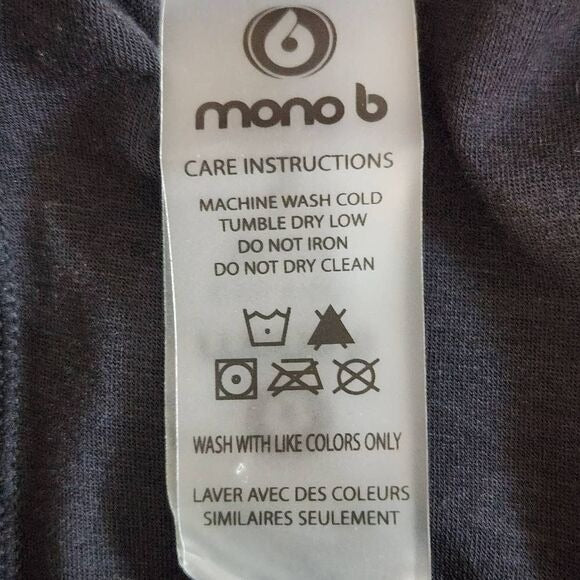 mono b
CARE INSTRUCTIONS
MACHINE WASH COLD
TUMBLE DRY LOW
DO NOT IRON
DO NOT DRY CLEAN
WASH WITH LIKE COLORS ONLY
LAVER AVEC DES COULEURS
SIMILAIRES SEULEMENT